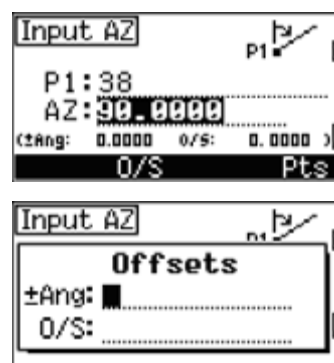 Input AZ
P1
P1:38
AZ:90.0000
(±Ang: 0.0000 O/S: 0.0000 )
O/S Pts
Input AZ
Offsets
±Ang:
O/S: